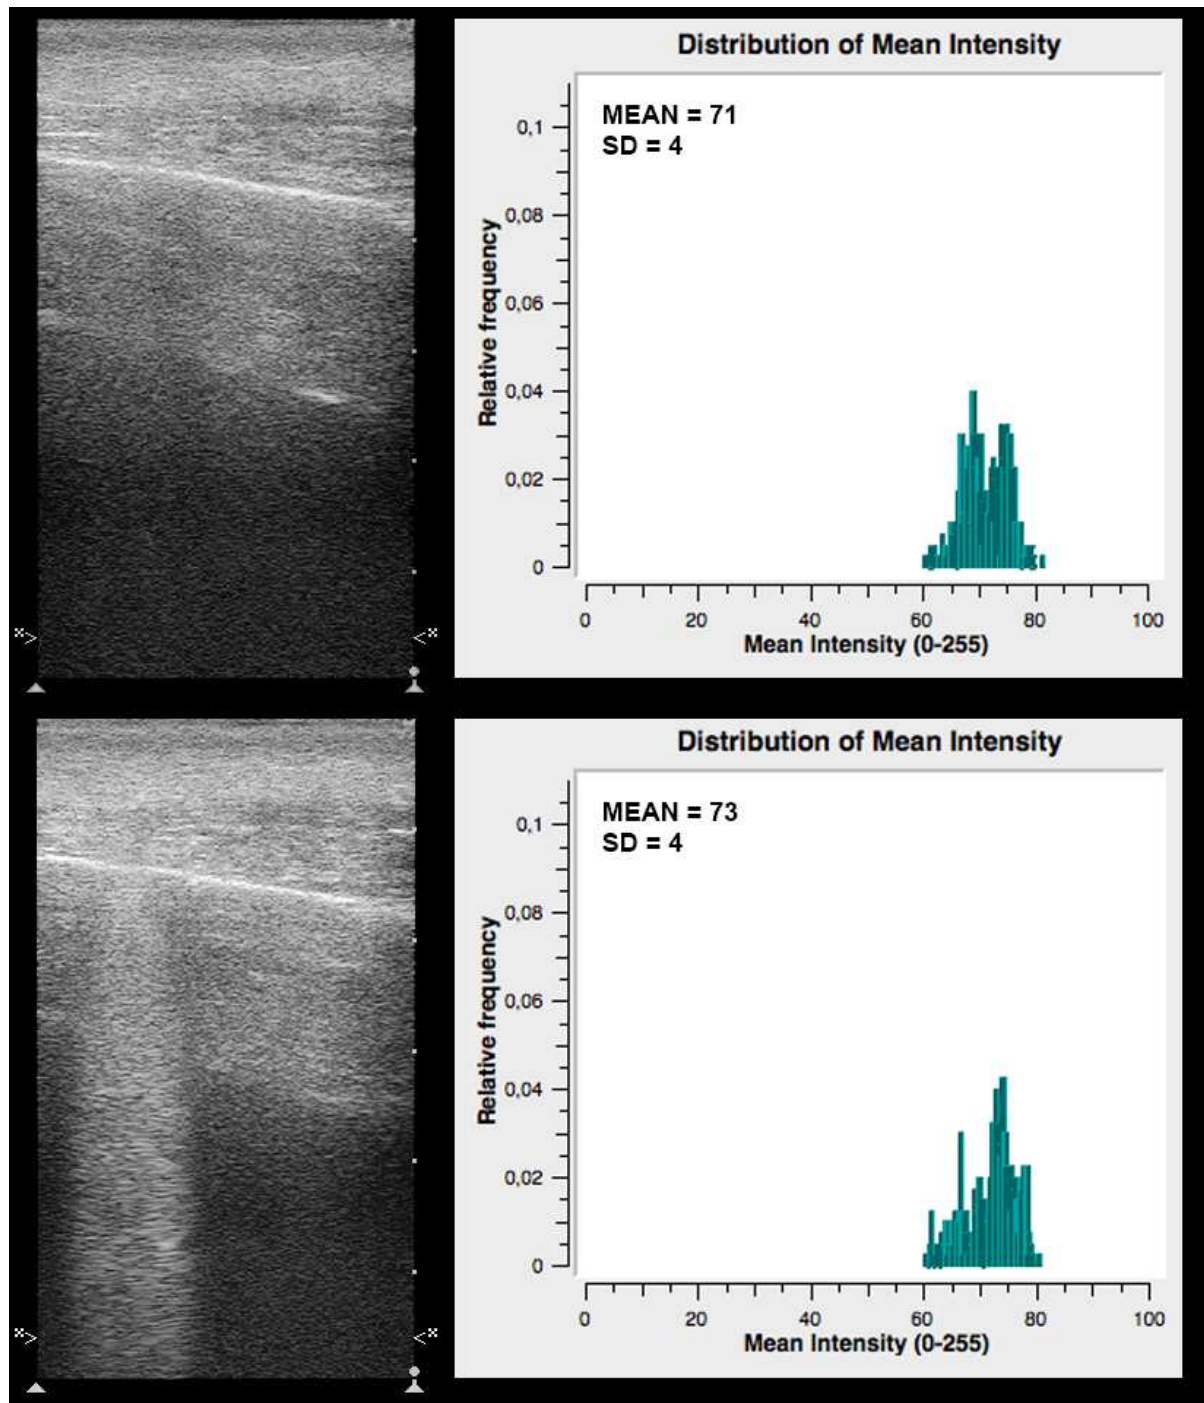 Distribution of Mean Intensity
MEAN = 71
SD = 4
0,1
0,08
0,06
0,04
0,02
0
Relative frequency
0 20 40 60 80 100
Mean Intensity (0-255)
Distribution of Mean Intensity
MEAN = 73
SD = 4
0,1
0,08
0,06
0,04
0,02
0
Relative frequency
0 20 40 60 80 100
Mean Intensity (0-255)